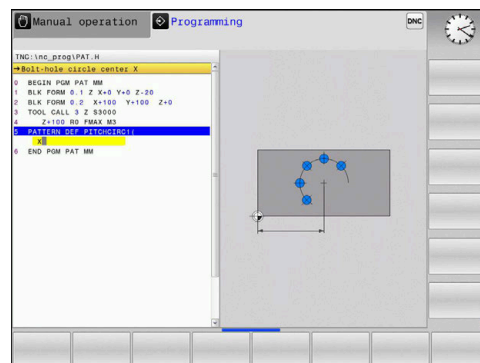 Manual operation
Programming
DNC
TNC:\nc_prog\PAT.H
→Bolt-hole circle center X
0 BEGIN PGM PAT MM
1 BLK FORM 0.1 Z X+0 Y+0 Z-20
2 BLK FORM 0.2 X+100 Y+100 Z+0
3 TOOL CALL 3 Z S3000
4 Z+100 R0 FMAX M3
5 PATTERN DEF PITCHCIRC1(
X
6 END PGM PAT MM